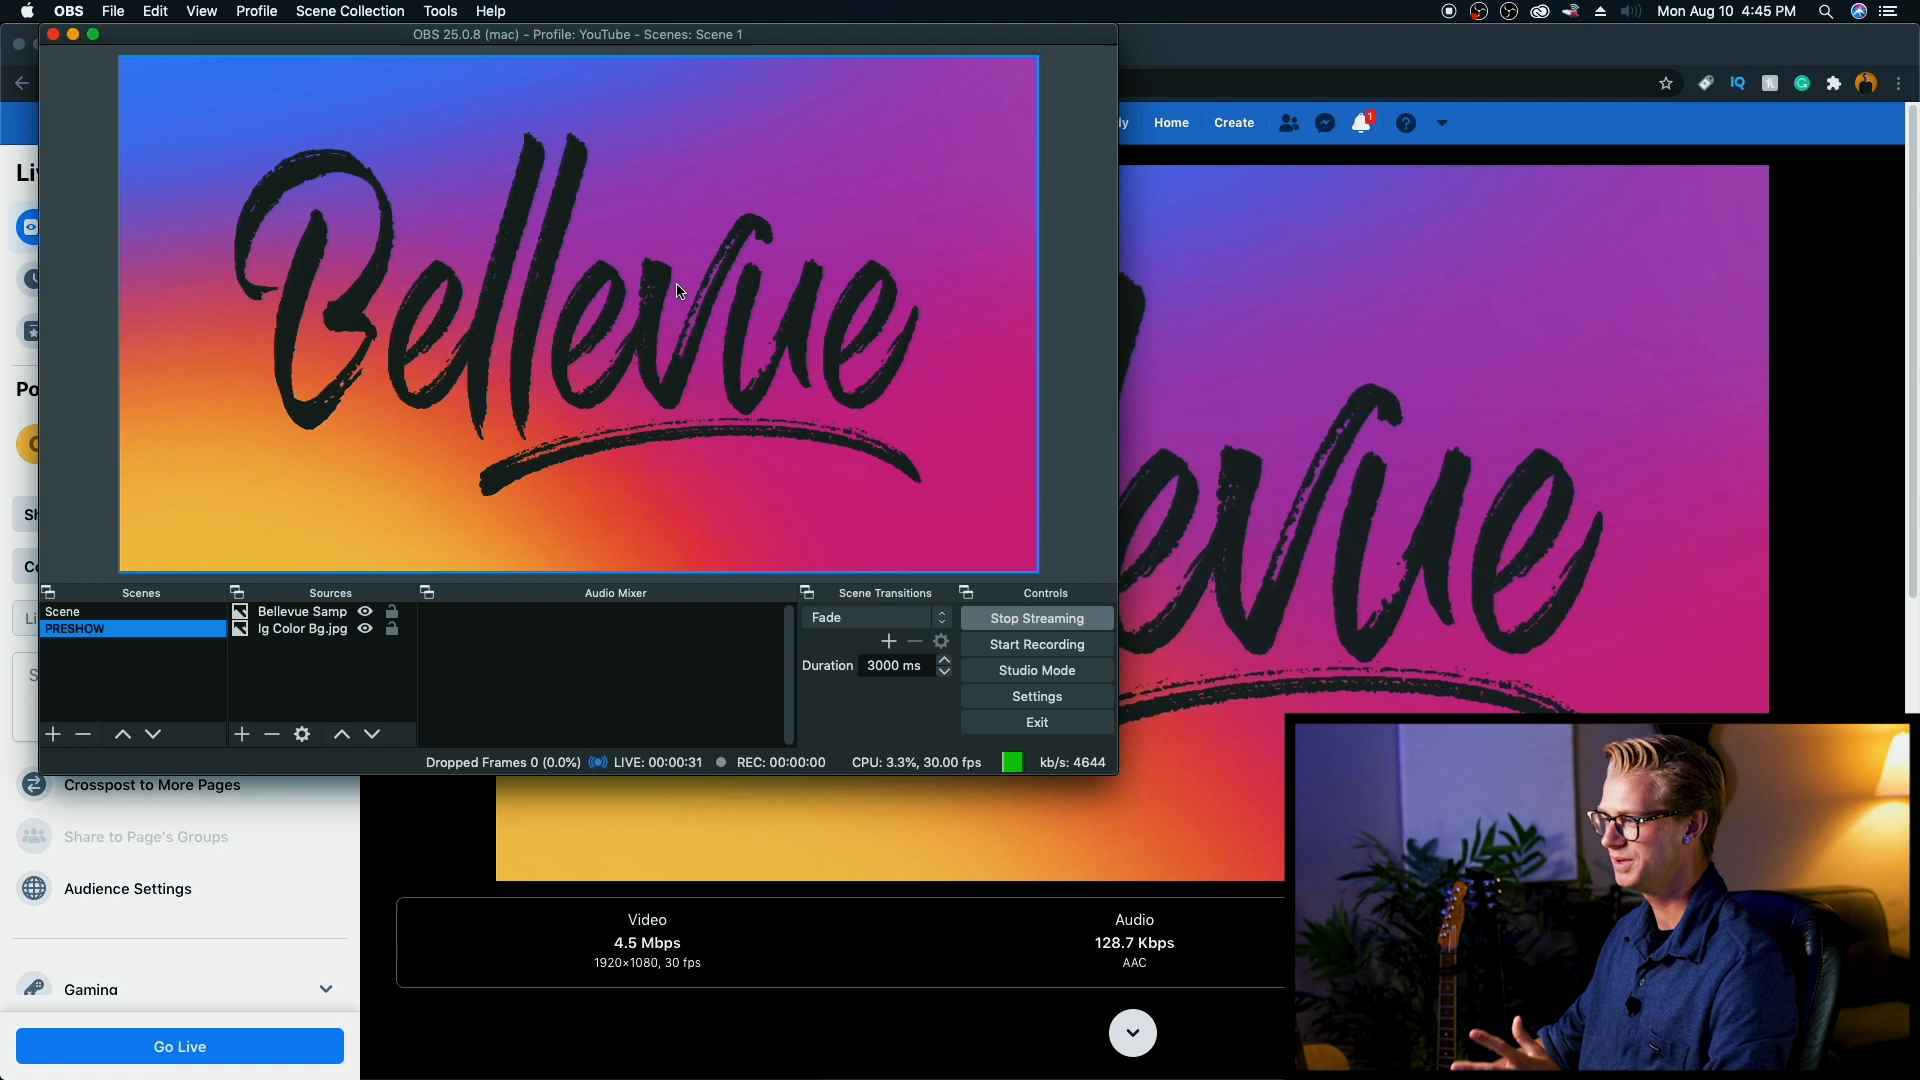 OBS File Edit View Profile Scene Collection Tools Help
Mon Aug 10 4:45 PM
OBS 25.0.8 (mac) - Profile: YouTube - Scenes: Scene 1
IQ
Home Create
1
Bellevue
Scenes
Scene
PRESHOW
Sources
Bellevue Samp
Ig Color Bg.jpg
Audio Mixer
Scene Transitions
Fade
Duration 3000 ms
Controls
Stop Streaming
Start Recording
Studio Mode
Settings
Exit
Dropped Frames 0 (0.0%) LIVE: 00:00:31 REC: 00:00:00 CPU: 3.3%, 30.00 fps kb/s: 4644
Crosspost to More Pages
Share to Page's Groups
Audience Settings
Gaming
Go Live
Video
4.5 Mbps
1920×1080, 30 fps
Audio
128.7 Kbps
AAC